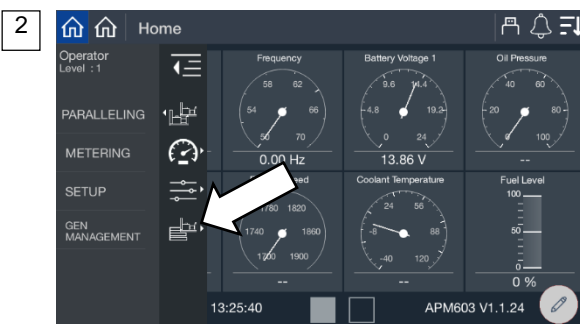 2
Home
Operator
Level : 1
PARALLELING
METERING
SETUP
GEN
MANAGEMENT
Frequency
50 54 58 62 66 70
0.00 Hz
Battery Voltage 1
0 4.8 9.6 14.4 19.2 24
13.86 V
Oil Pressure
0 20 40 60 80 100
--
eed
1700 1740 1780 1820 1860 1900
--
Coolant Temperature
-40 -8 24 56 88 120
--
Fuel Level
100
50
0
0 %
13:25:40
APM603 V1.1.24